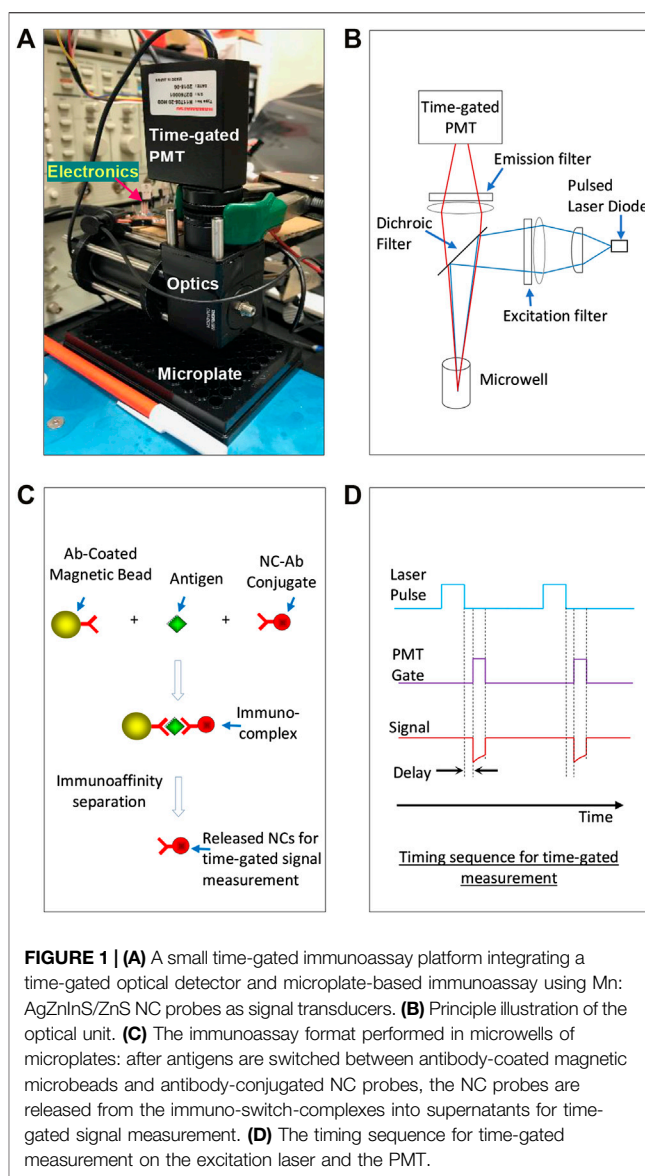 A
Time-gated
PMT
Electronics
Optics
Microplate
B
Time-gated
PMT
Emission filter
Pulsed
Laser Diode
Dichroic
Filter
Excitation filter
Microwell
C
Ab-Coated
Magnetic Bead
Antigen
NC-Ab
Conjugate
+
+
Immuno-
complex
Immunoaffinity
separation
Released NCs for
time-gated signal
measurement
D
Laser
Pulse
PMT
Gate
Signal
Delay
Time
Timing sequence for time-gated
measurement
FIGURE 1 | (A) A small time-gated immunoassay platform integrating a
time-gated optical detector and microplate-based immunoassay using Mn:
AgZnInS/ZnS NC probes as signal transducers. (B) Principle illustration of the
optical unit. (C) The immunoassay format performed in microwells of
microplates: after antigens are switched between antibody-coated magnetic
microbeads and antibody-conjugated NC probes, the NC probes are
released from the immuno-switch-complexes into supernatants for time-
gated signal measurement. (D) The timing sequence for time-gated
measurement on the excitation laser and the PMT.